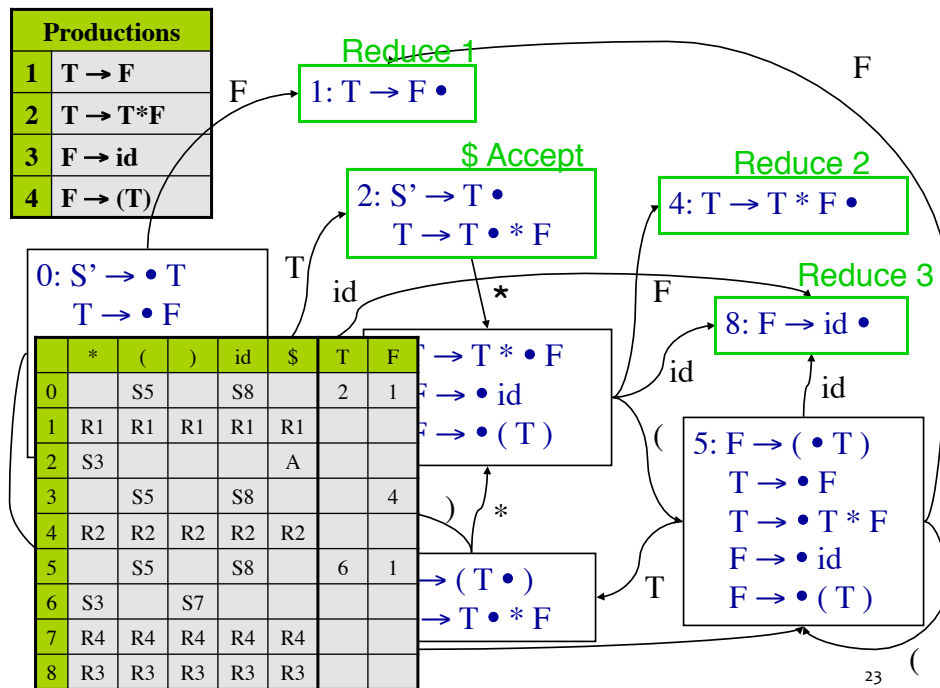 Productions
1 T → F
2 T → T*F
3 F → id
4 F → (T)
Reduce 1
1: T → F •
F
F
$ Accept
2: S’ → T •
T → T • * F
Reduce 2
4: T → T * F •
0: S’ → • T
T → • F
T
id
*
F
id
Reduce 3
8: F → id •
id
→ T * • F
→ • id
→ • ( T )
(
5: F → ( • T )
T → • F
T → • T * F
F → • id
F → • ( T )
)
*
→ ( T • )
→ T • * F
T
(
* ( ) id $ T F
0 S5 S8 2 1
1 R1 R1 R1 R1 R1
2 S3 A
3 S5 S8 4
4 R2 R2 R2 R2 R2
5 S5 S8 6 1
6 S3 S7
7 R4 R4 R4 R4 R4
8 R3 R3 R3 R3 R3
23